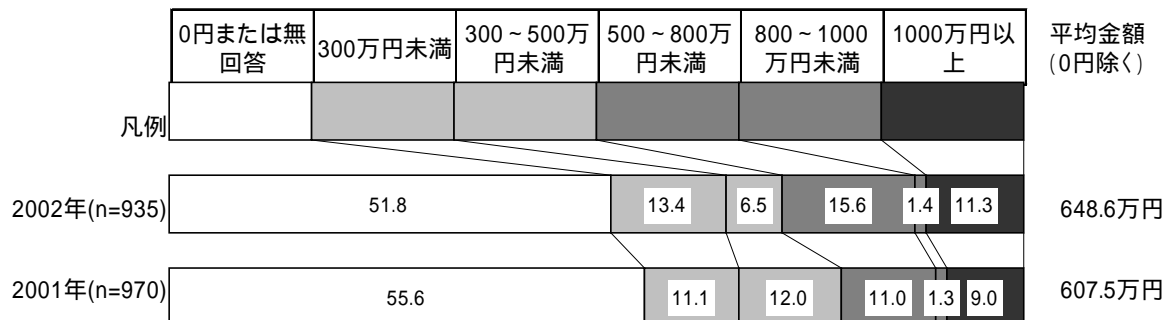 0円または無
回答
300万円未満
300～500万
円未満
500～800万
円未満
800～1000
万円未満
1000万円以
上
平均金額
(0円除く)
凡例
2002年(n=935)
51.8
13.4
6.5
15.6
1.4
11.3
648.6万円
2001年(n=970)
55.6
11.1
12.0
11.0
1.3
9.0
607.5万円